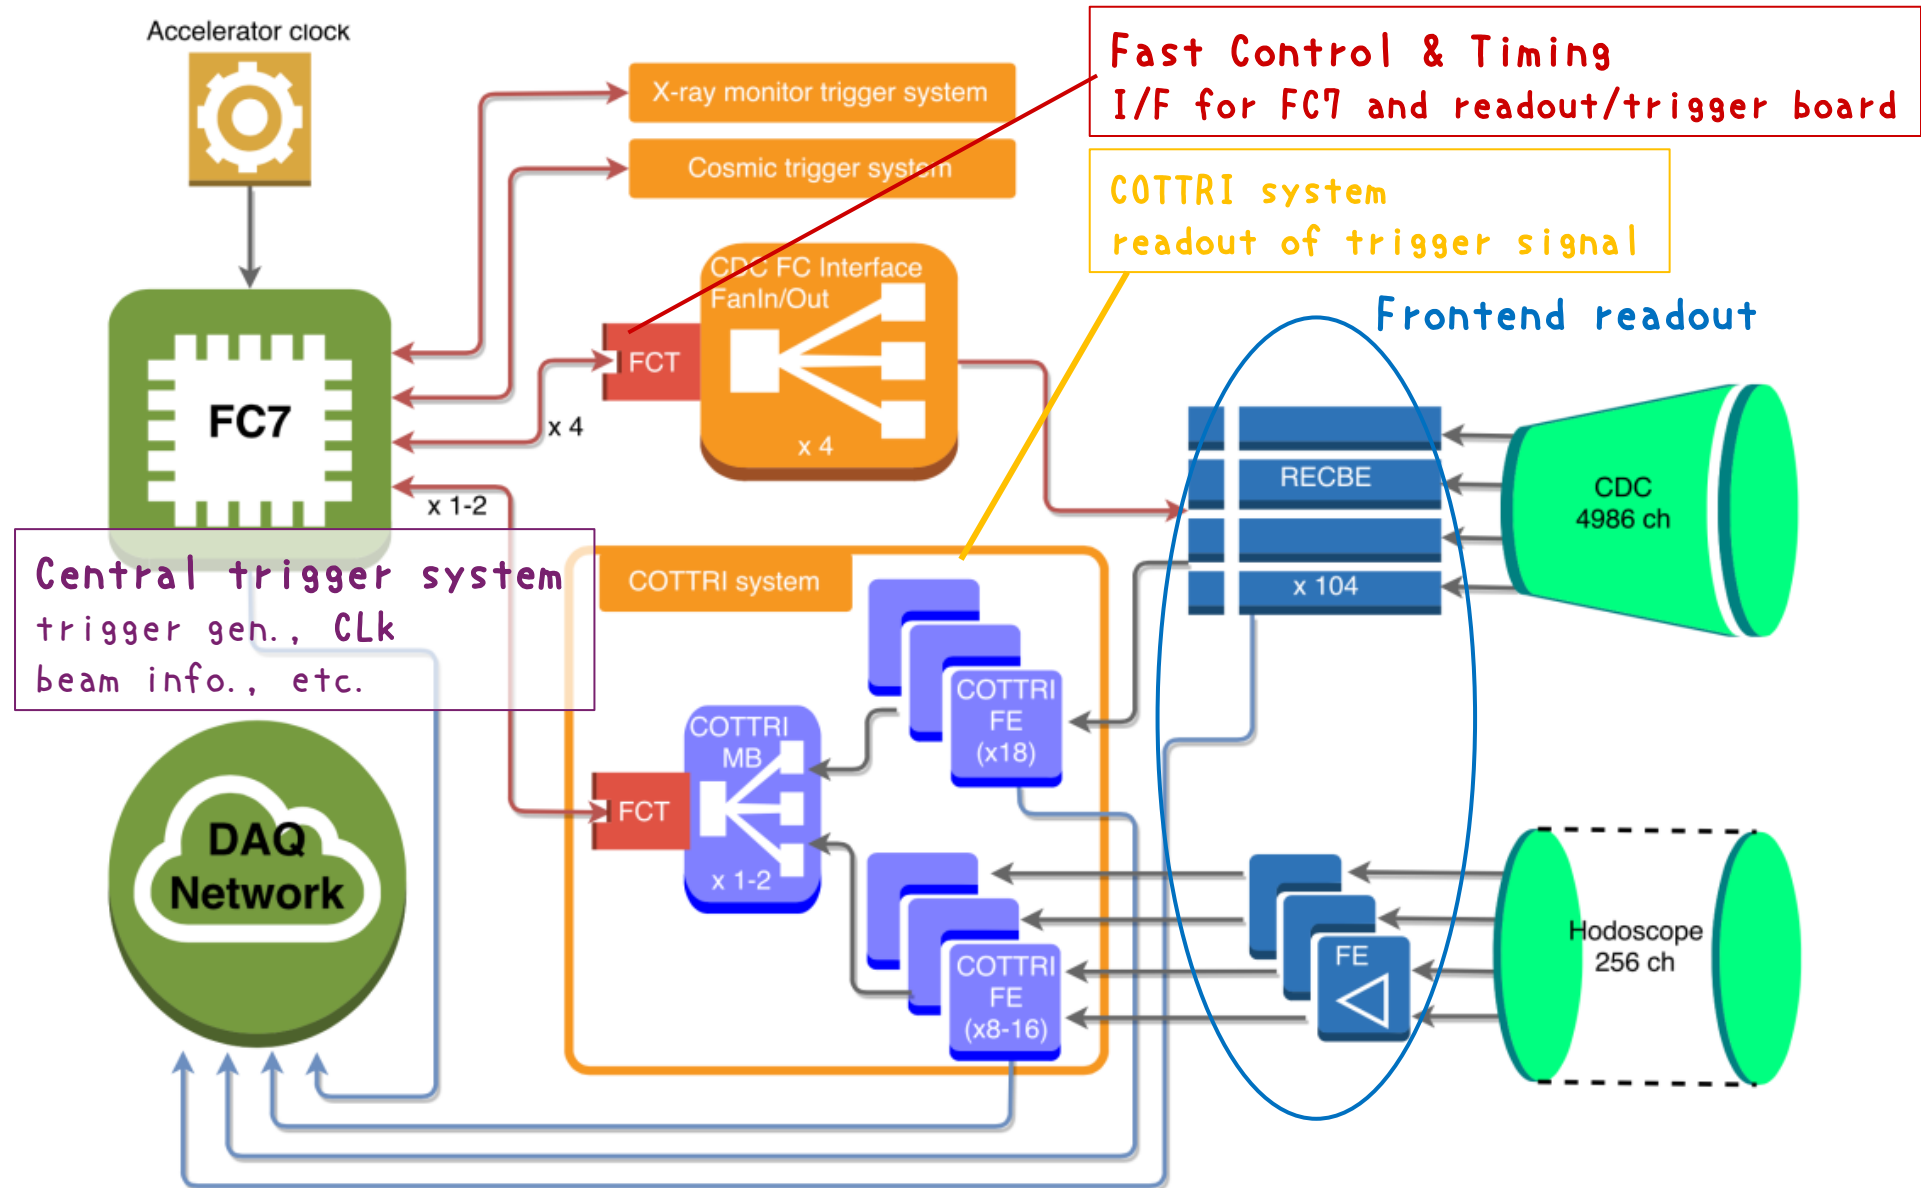 Accelerator clock
X-ray monitor trigger system
Cosmic trigger system
Fast Control & Timing
I/F for FC7 and readout/trigger board
COTTRI system
readout of trigger signal
CDC FC Interface
FanIn/Out
FCT
x 4
x 4
FC7
x 1-2
Frontend readout
RECBE
x 104
CDC
4986 ch
Central trigger system
trigger gen., CLk
beam info., etc.
COTTRI system
COTTRI
FE
(x18)
COTTRI
MB
x 1-2
FCT
DAQ
Network
COTTRI
FE
(x8-16)
FE
Hodoscope
256 ch